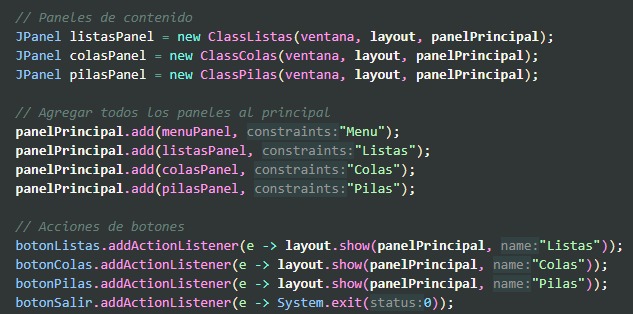 // Paneles de contenido
JPanel listasPanel = new ClassListas(ventana, layout, panelPrincipal);
JPanel colasPanel = new ClassColas(ventana, layout, panelPrincipal);
JPanel pilasPanel = new ClassPilas(ventana, layout, panelPrincipal);
// Agregar todos los paneles al principal
panelPrincipal.add(menuPanel, constraints:"Menu");
panelPrincipal.add(listasPanel, constraints:"Listas");
panelPrincipal.add(colasPanel, constraints:"Colas");
panelPrincipal.add(pilasPanel, constraints:"Pilas");
// Acciones de botones
botonListas.addActionListener(e -> layout.show(panelPrincipal, name:"Listas"));
botonColas.addActionListener(e -> layout.show(panelPrincipal, name:"Colas"));
botonPilas.addActionListener(e -> layout.show(panelPrincipal, name:"Pilas"));
botonSalir.addActionListener(e -> System.exit(status:0));